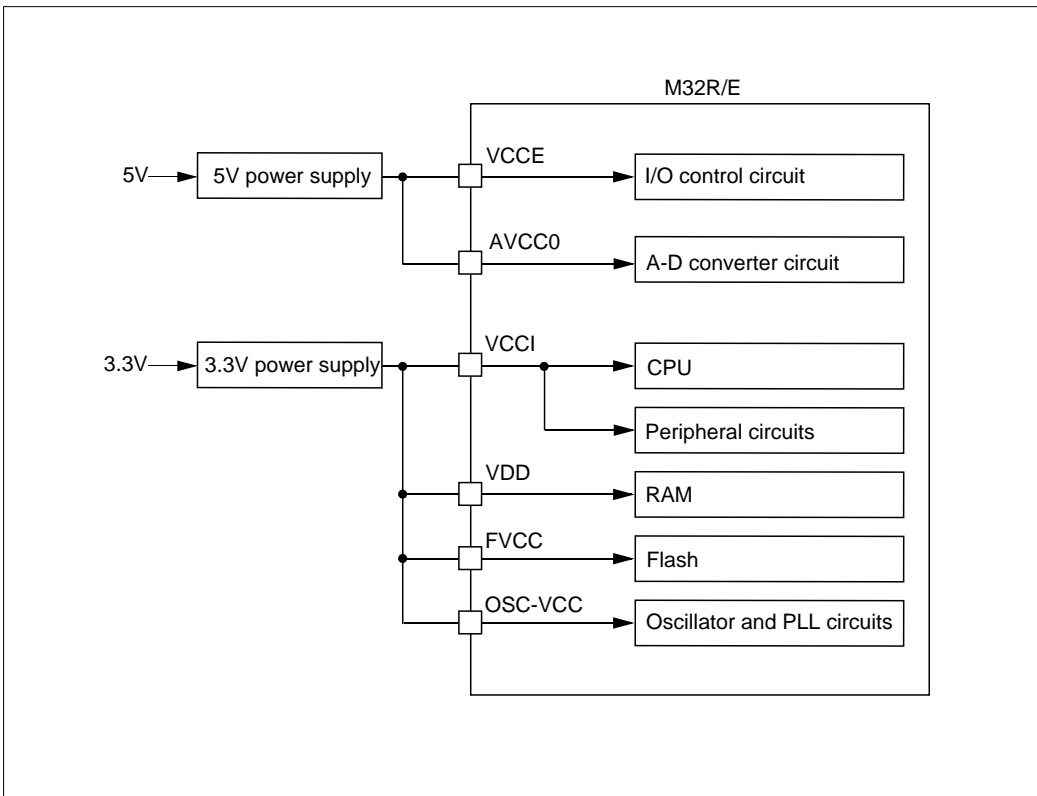 M32R/E
5V
5V power supply
VCCE
I/O control circuit
AVCC0
A-D converter circuit
3.3V
3.3V power supply
VCCI
CPU
Peripheral circuits
VDD
RAM
FVCC
Flash
OSC-VCC
Oscillator and PLL circuits